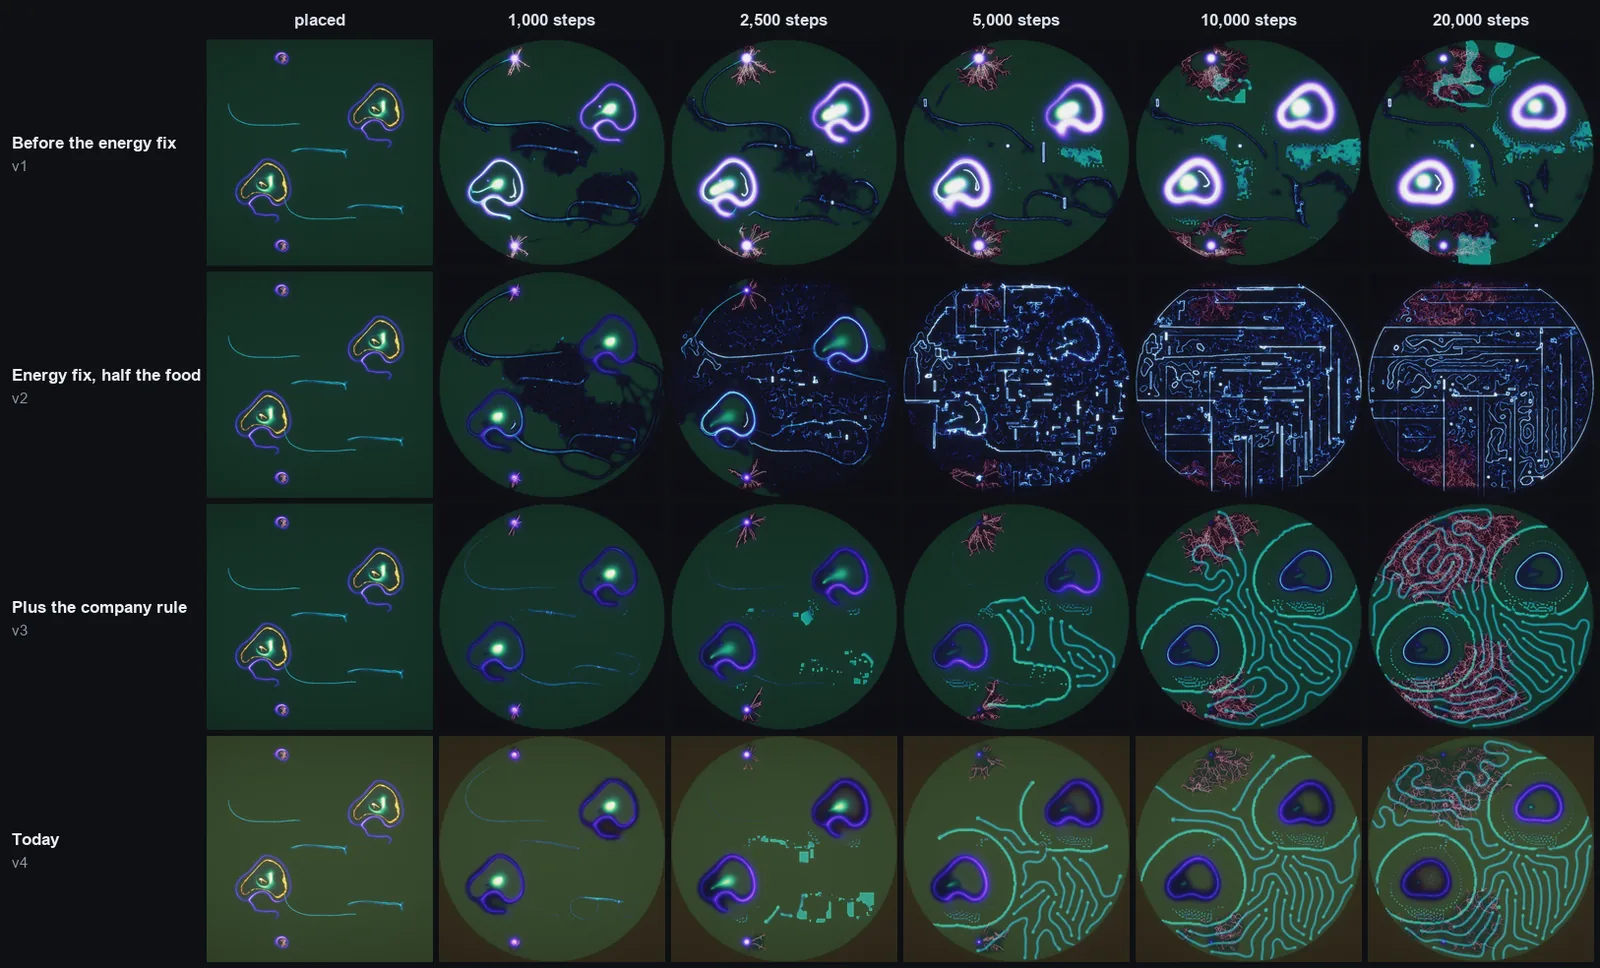 placed
1,000 steps
2,500 steps
5,000 steps
10,000 steps
20,000 steps
Before the energy fix
v1
Energy fix, half the food
v2
Plus the company rule
v3
Today
v4